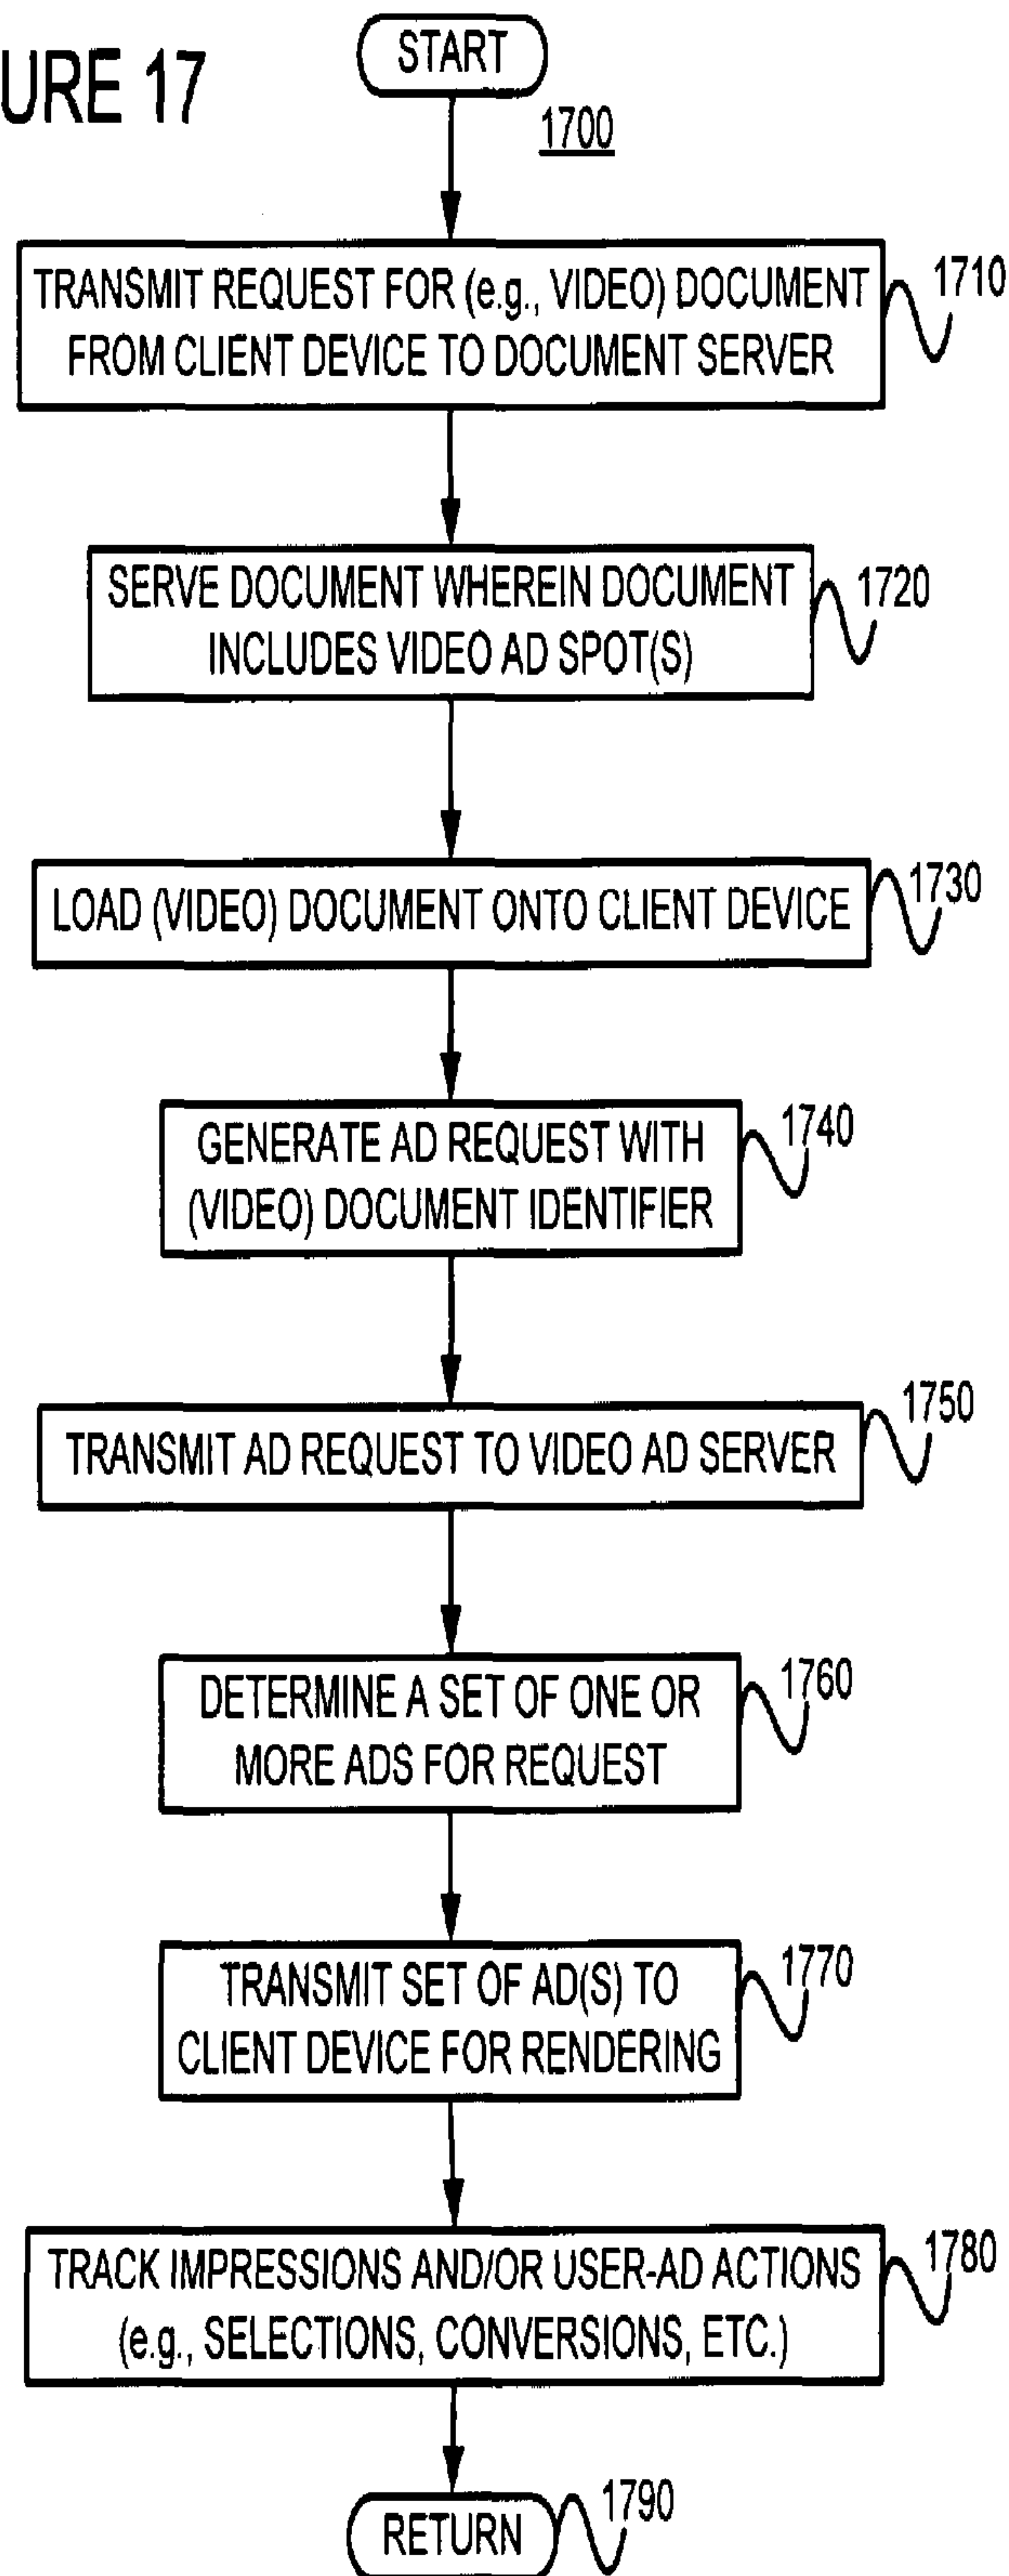 URE 17
START
1700
TRANSMIT REQUEST FOR (e.g., VIDEO) DOCUMENT
FROM CLIENT DEVICE TO DOCUMENT SERVER
1710
SERVE DOCUMENT WHEREIN DOCUMENT
INCLUDES VIDEO AD SPOT(S)
1720
LOAD (VIDEO) DOCUMENT ONTO CLIENT DEVICE
1730
GENERATE AD REQUEST WITH
(VIDEO) DOCUMENT IDENTIFIER
1740
TRANSMIT AD REQUEST TO VIDEO AD SERVER
1750
DETERMINE A SET OF ONE OR
MORE ADS FOR REQUEST
1760
TRANSMIT SET OF AD(S) TO
CLIENT DEVICE FOR RENDERING
1770
TRACK IMPRESSIONS AND/OR USER-AD ACTIONS
(e.g., SELECTIONS, CONVERSIONS, ETC.)
1780
RETURN
1790